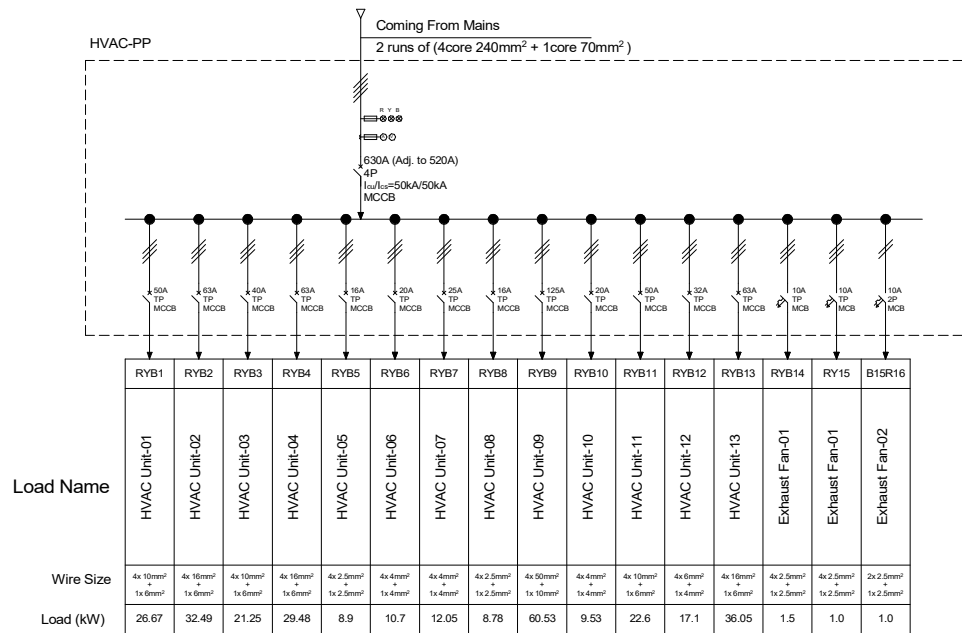 Coming From Mains
HVAC-PP
2 runs of (4core 240mm² + 1core 70mm² )
R Y B
630A (Adj. to 520A)
4P
Icu/Ics=50kA/50kA
MCCB
50A TP MCCB
63A TP MCCB
40A TP MCCB
63A TP MCCB
16A TP MCCB
20A TP MCCB
25A TP MCCB
16A TP MCCB
125A TP MCCB
20A TP MCCB
50A TP MCCB
32A TP MCCB
63A TP MCCB
10A TP MCB
10A TP MCB
10A 2P MCB
RYB1 RYB2 RYB3 RYB4 RYB5 RYB6 RYB7 RYB8 RYB9 RYB10 RYB11 RYB12 RYB13 RYB14 RY15 B15R16
Load Name
HVAC Unit-01
HVAC Unit-02
HVAC Unit-03
HVAC Unit-04
HVAC Unit-05
HVAC Unit-06
HVAC Unit-07
HVAC Unit-08
HVAC Unit-09
HVAC Unit-10
HVAC Unit-11
HVAC Unit-12
HVAC Unit-13
Exhaust Fan-01
Exhaust Fan-01
Exhaust Fan-02
Wire Size
4x 10mm² + 1x 6mm²
4x 16mm² + 1x 6mm²
4x 10mm² + 1x 6mm²
4x 16mm² + 1x 6mm²
4x 2.5mm² + 1x 2.5mm²
4x 4mm² + 1x 4mm²
4x 4mm² + 1x 4mm²
4x 2.5mm² + 1x 2.5mm²
4x 50mm² + 1x 10mm²
4x 4mm² + 1x 4mm²
4x 10mm² + 1x 6mm²
4x 6mm² + 1x 4mm²
4x 16mm² + 1x 6mm²
4x 2.5mm² + 1x 2.5mm²
4x 2.5mm² + 1x 2.5mm²
2x 2.5mm² + 1x 2.5mm²
Load (kW) 26.67 32.49 21.25 29.48 8.9 10.7 12.05 8.78 60.53 9.53 22.6 17.1 36.05 1.5 1.0 1.0